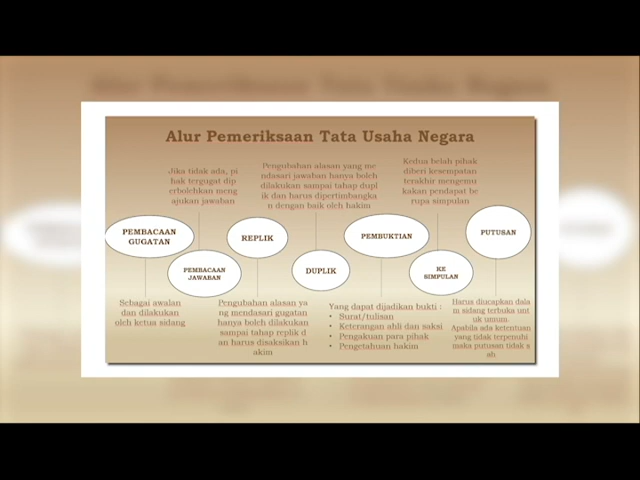 Alur Pemeriksaan Tata Usaha Negara
Jika tidak ada, pi
hak tergugat dip
erbolehkan meng
ajukan jawaban
Pengubahan alasan yang me
ndasari jawaban hanya boleh
dilakukan sampai tahap dupl
ik dan harus dipertimbangka
n dengan baik oleh hakim
Kedua belah pihak
diberi kesempatan
terakhir mengemu
kakan pendapat be
rupa simpulan
PEMBACAAN
GUGATAN
PEMBACAAN
JAWABAN
REPLIK
DUPLIK
PEMBUKTIAN
KE
SIMPULAN
PUTUSAN
Sebagai awalan
dan dilakukan
oleh ketua sidang
Pengubahan alasan ya
ng mendasari gugatan
hanya boleh dilakukan
sampai tahap replik d
an harus disaksikan h
akim
Yang dapat dijadikan bukti :
• Surat/tulisan
• Keterangan ahli dan saksi
• Pengakuan para pihak
• Pengetahuan hakim
Harus diucapkan dala
m sidang terbuka unt
uk umum.
Apabila ada ketentuan
yang tidak terpenuhi
maka putusan tidak s
ah